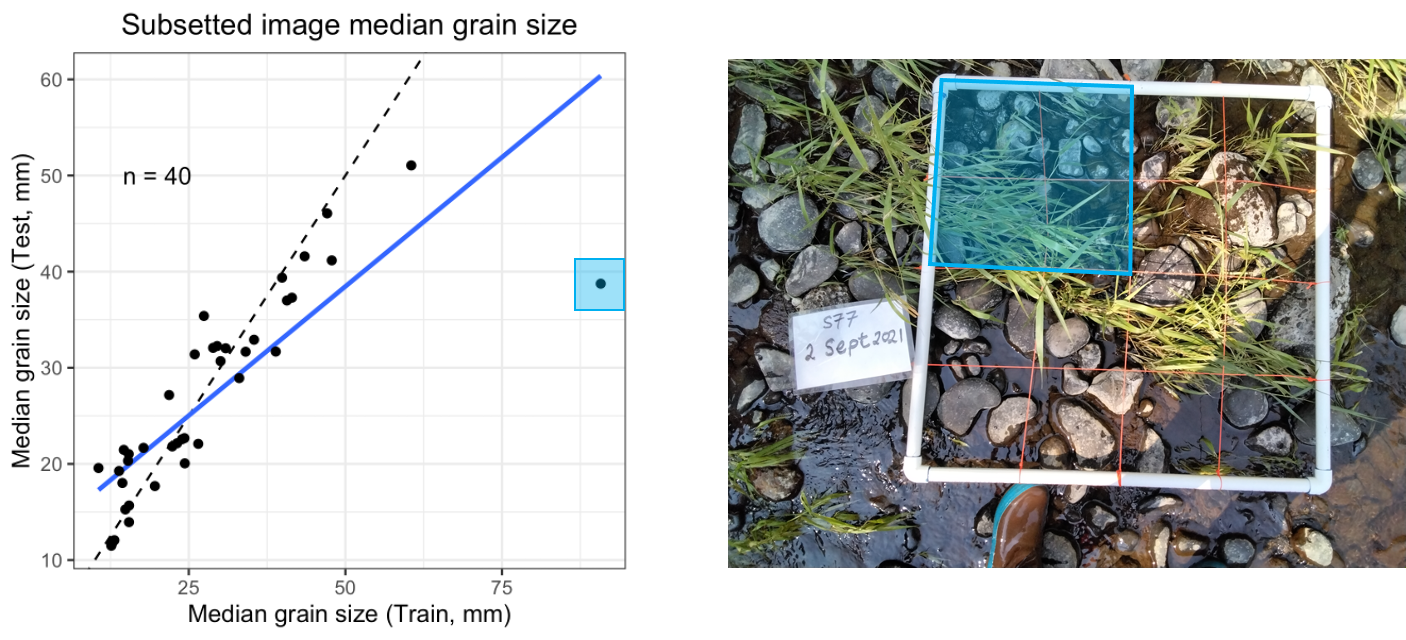 Subsetted image median grain size
Median grain size (Test, mm)
60
50
40
30
20
10
n = 40
25
50
75
Median grain size (Train, mm)
S77
2 Sept 2021